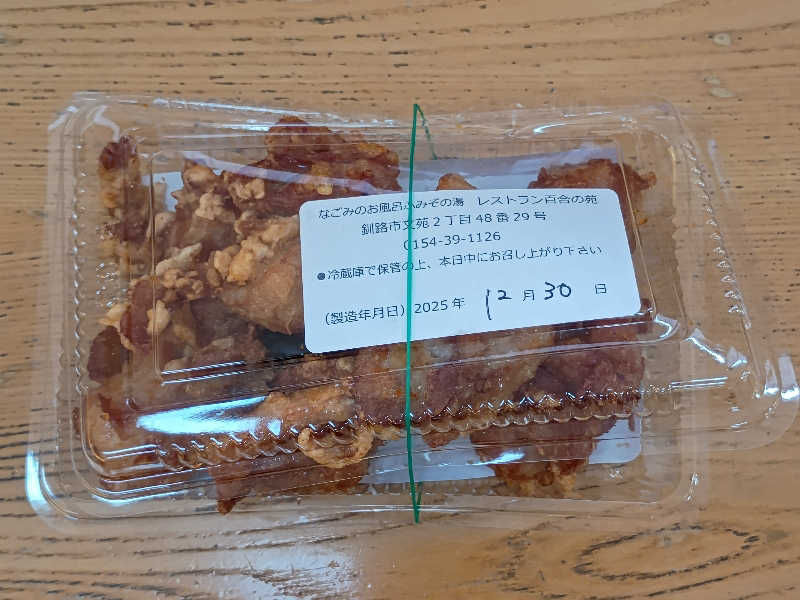 なごみのお風呂ふみぞの湯 レストラン百合の苑
釧路市文苑2丁目48番29号
0154-39-1126
●冷蔵庫で保管の上、本日中にお召し上がり下さい
(製造年月日) 2025年 12月30日